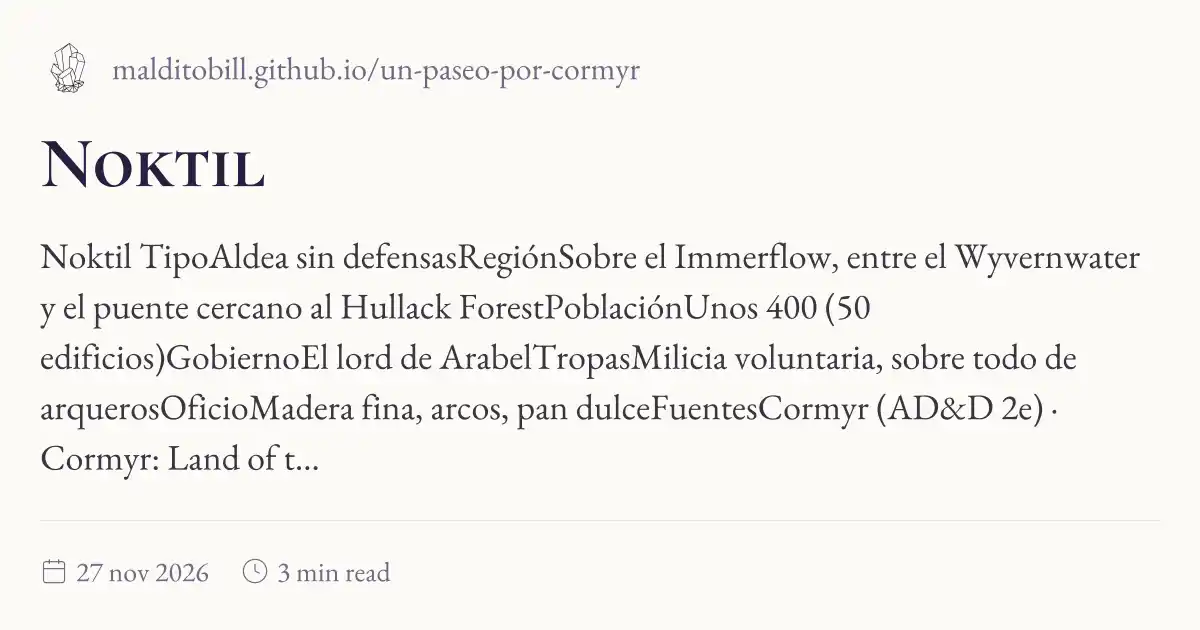 malditobill.github.io/un-paseo-por-cormyr
Noktil
Noktil TipoAldea sin defensasRegiónSobre el Immerflow, entre el Wyvernwater
y el puente cercano al Hullack ForestPoblaciónUnos 400 (50
edificios)GobiernoEl lord de ArabelTropasMilicia voluntaria, sobre todo de
arquerosOficioMadera fina, arcos, pan dulceFuentesCormyr (AD&D 2e) ·
Cormyr: Land of t...
27 nov 2026 3 min read